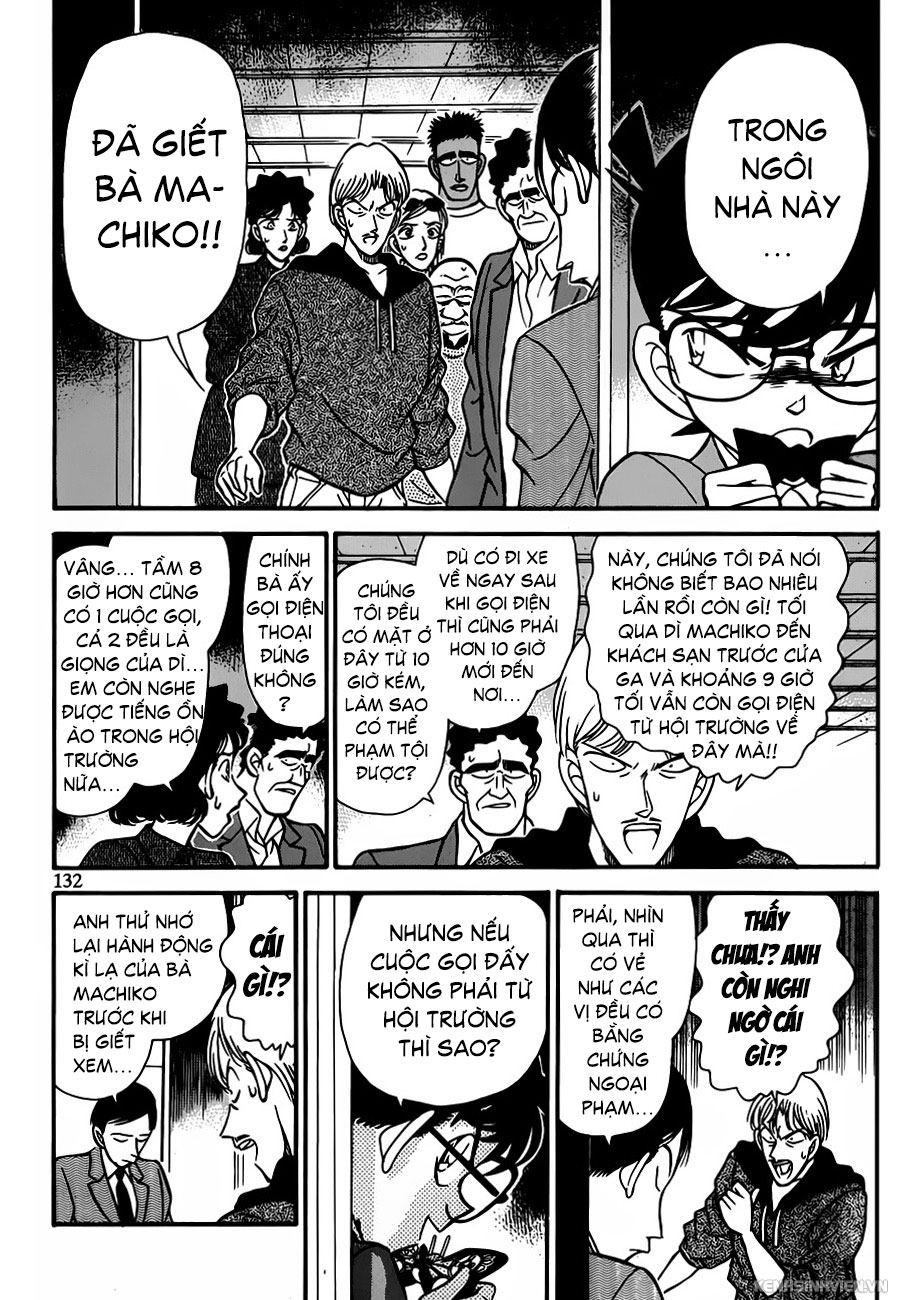 TRONG
NGÔI
NHÀ NÀY
...
ĐÃ GIẾT
BÀ MA-
CHIKO!!
NÀY, CHÚNG TÔI ĐÃ NÓI
KHÔNG BIẾT BAO NHIÊU
LẦN RỒI CÒN GÌ! TỐI
QUA DÌ MACHIKO ĐẾN
KHÁCH SẠN TRƯỚC CỬA
GA VÀ KHOẢNG 9 GIỜ
TỐI VẪN CÒN GỌI ĐIỆN
TỪ HỘI TRƯỜNG VỀ
ĐÂY MÀ!!
DÙ CÓ ĐI XE
VỀ NGAY SAU
KHI GỌI ĐIỆN
THÌ CŨNG PHẢI
HƠN 10 GIỜ
MỚI ĐẾN
NƠI...
CHÚNG
TÔI ĐỀU
CÓ MẶT Ở
ĐÂY TỪ 10
GIỜ KÉM,
LÀM SAO
CÓ THỂ
PHẠM TỘI
ĐƯỢC?
CHÍNH
BÀ ẤY
GỌI ĐIỆN
THOẠI
ĐÚNG
KHÔNG
?
VÂNG... TẦM 8
GIỜ HƠN CŨNG
CÓ 1 CUỘC GỌI,
CẢ 2 ĐỀU LÀ
GIỌNG CỦA DÌ...
EM CÒN NGHE
ĐƯỢC TIẾNG ỒN
ÀO TRONG HỘI
TRƯỜNG
NỮA...
132
THẤY
CHƯA!? ANH
CÒN NGHI
NGỜ CÁI
GÌ!?
PHẢI, NHÌN
QUA THÌ
CÓ VẺ
NHƯ CÁC
VỊ ĐỀU CÓ
BẰNG
CHỨNG
NGOẠI
PHẠM...
NHƯNG NẾU
CUỘC GỌI ĐẤY
KHÔNG PHẢI TỪ
HỘI TRƯỜNG
THÌ SAO?
CÁI
GÌ!?
ANH THỬ NHỚ
LẠI HÀNH ĐỘNG
KÌ LẠ CỦA BÀ
MACHIKO
TRƯỚC KHI
BỊ GIẾT
XEM...
KENHSINHVIEN.VN